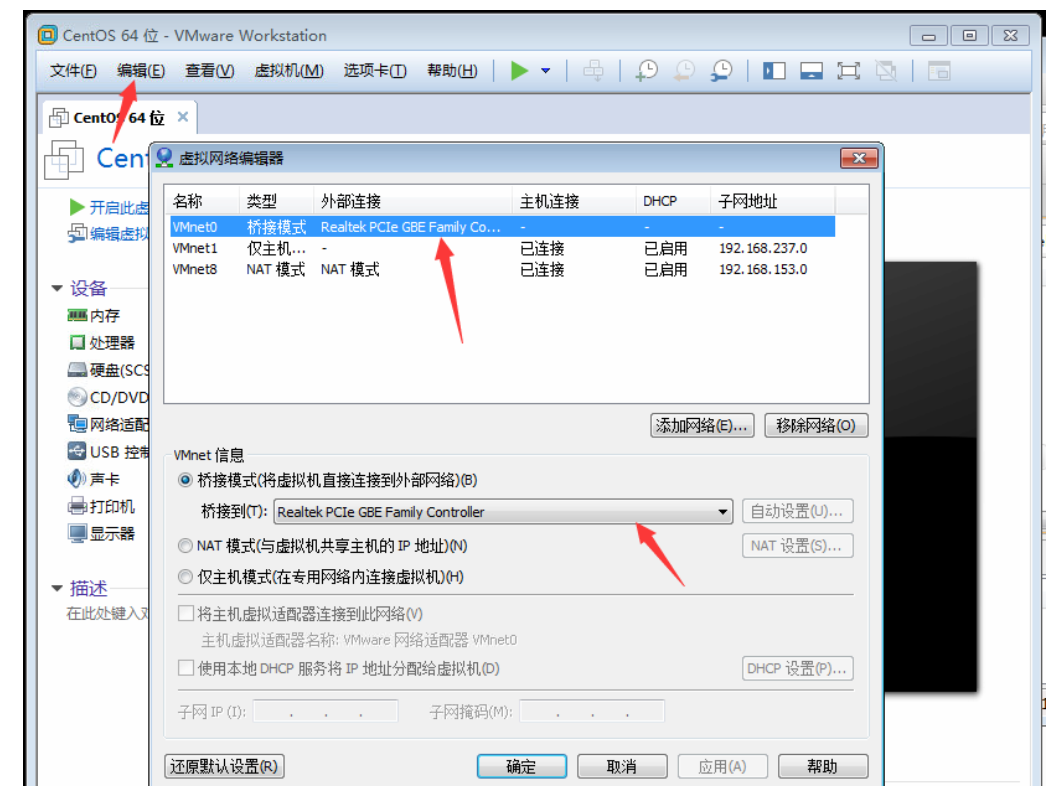 CentOS 64 位 - VMware Workstation
文件(F) 编辑(E) 查看(V) 虚拟机(M) 选项卡(T) 帮助(H)
CentOS 64 位
Cent
虚拟网络编辑器
开启此虚
编辑虚拟
名称 类型 外部连接 主机连接 DHCP 子网地址
VMnet0 桥接模式 Realtek PCIe GBE Family Co... - - -
VMnet1 仅主机... - 已连接 已启用 192.168.237.0
VMnet8 NAT 模式 NAT 模式 已连接 已启用 192.168.153.0
设备
内存
处理器
硬盘(SCS
CD/DVD
网络适配
USB 控制
声卡
打印机
显示器
描述
在此处键入对
添加网络(E)... 移除网络(O)
VMnet 信息
桥接模式(将虚拟机直接连接到外部网络)(B)
桥接到(T): Realtek PCIe GBE Family Controller 自动设置(U)...
NAT 模式(与虚拟机共享主机的 IP 地址)(N) NAT 设置(S)...
仅主机模式(在专用网络内连接虚拟机)(H)
将主机虚拟适配器连接到此网络(V)
主机虚拟适配器名称: VMware 网络适配器 VMnet0
使用本地 DHCP 服务将 IP 地址分配给虚拟机(D) DHCP 设置(P)...
子网 IP (I): . . . 子网掩码(M): . . .
还原默认设置(R) 确定 取消 应用(A) 帮助